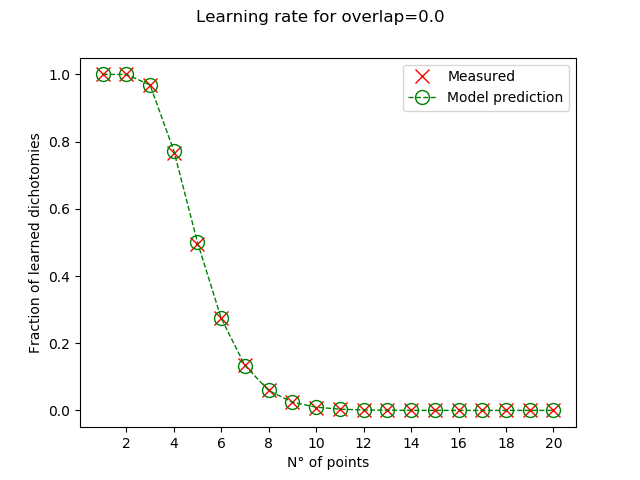 Learning rate for overlap=0.0
Measured
Model prediction
1.0
0.8
0.6
0.4
0.2
0.0
Fraction of learned dichotomies
2 4 6 8 10 12 14 16 18 20
N° of points